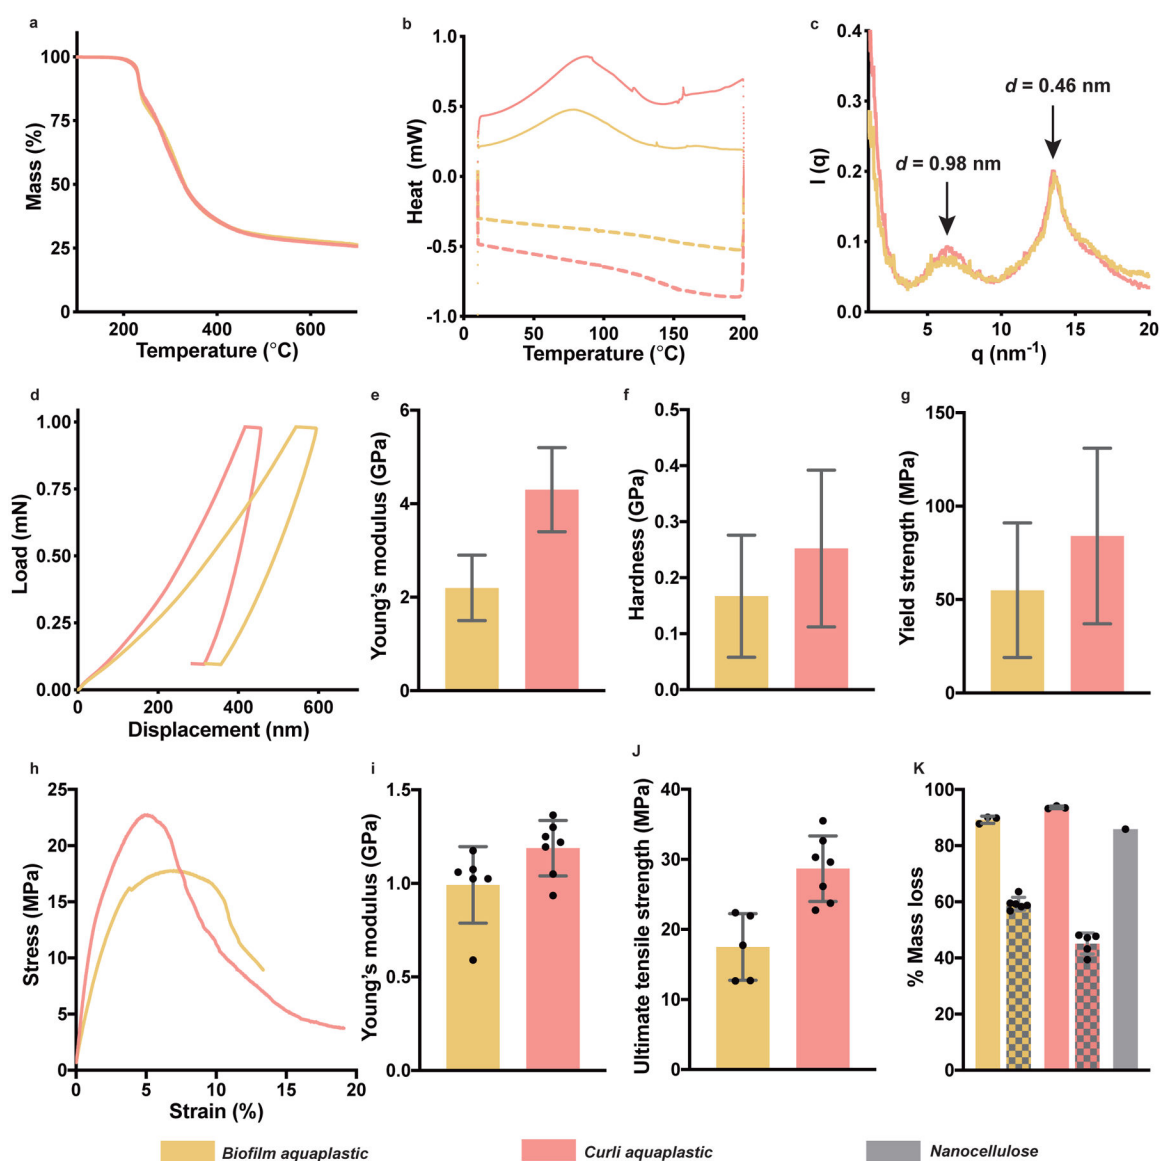 a
Mass (%)
100
75
50
25
0
200
400
600
Temperature (°C)
b
Heat (mW)
1.0
0.5
0.0
-0.5
-1.0
0
50
100
150
200
Temperature (°C)
c
I (q)
0.4
0.3
0.2
0.1
0.0
d = 0.46 nm
d = 0.98 nm
5
10
15
20
q (nm-1)
d
Load (mN)
1.00
0.75
0.50
0.25
0.00
0
200
400
600
Displacement (nm)
e
Young's modulus (GPa)
6
4
2
0
f
Hardness (GPa)
0.5
0.4
0.3
0.2
0.1
0.0
g
Yield strength (MPa)
150
100
50
0
h
Stress (MPa)
25
20
15
10
5
0
0
5
10
15
20
Strain (%)
i
Young's modulus (GPa)
1.5
1.0
0.5
0.0
J
Ultimate tensile strength (MPa)
40
30
20
10
0
K
% Mass loss
100
80
60
40
20
0
Biofilm aquaplastic
Curli aquaplastic
Nanocellulose